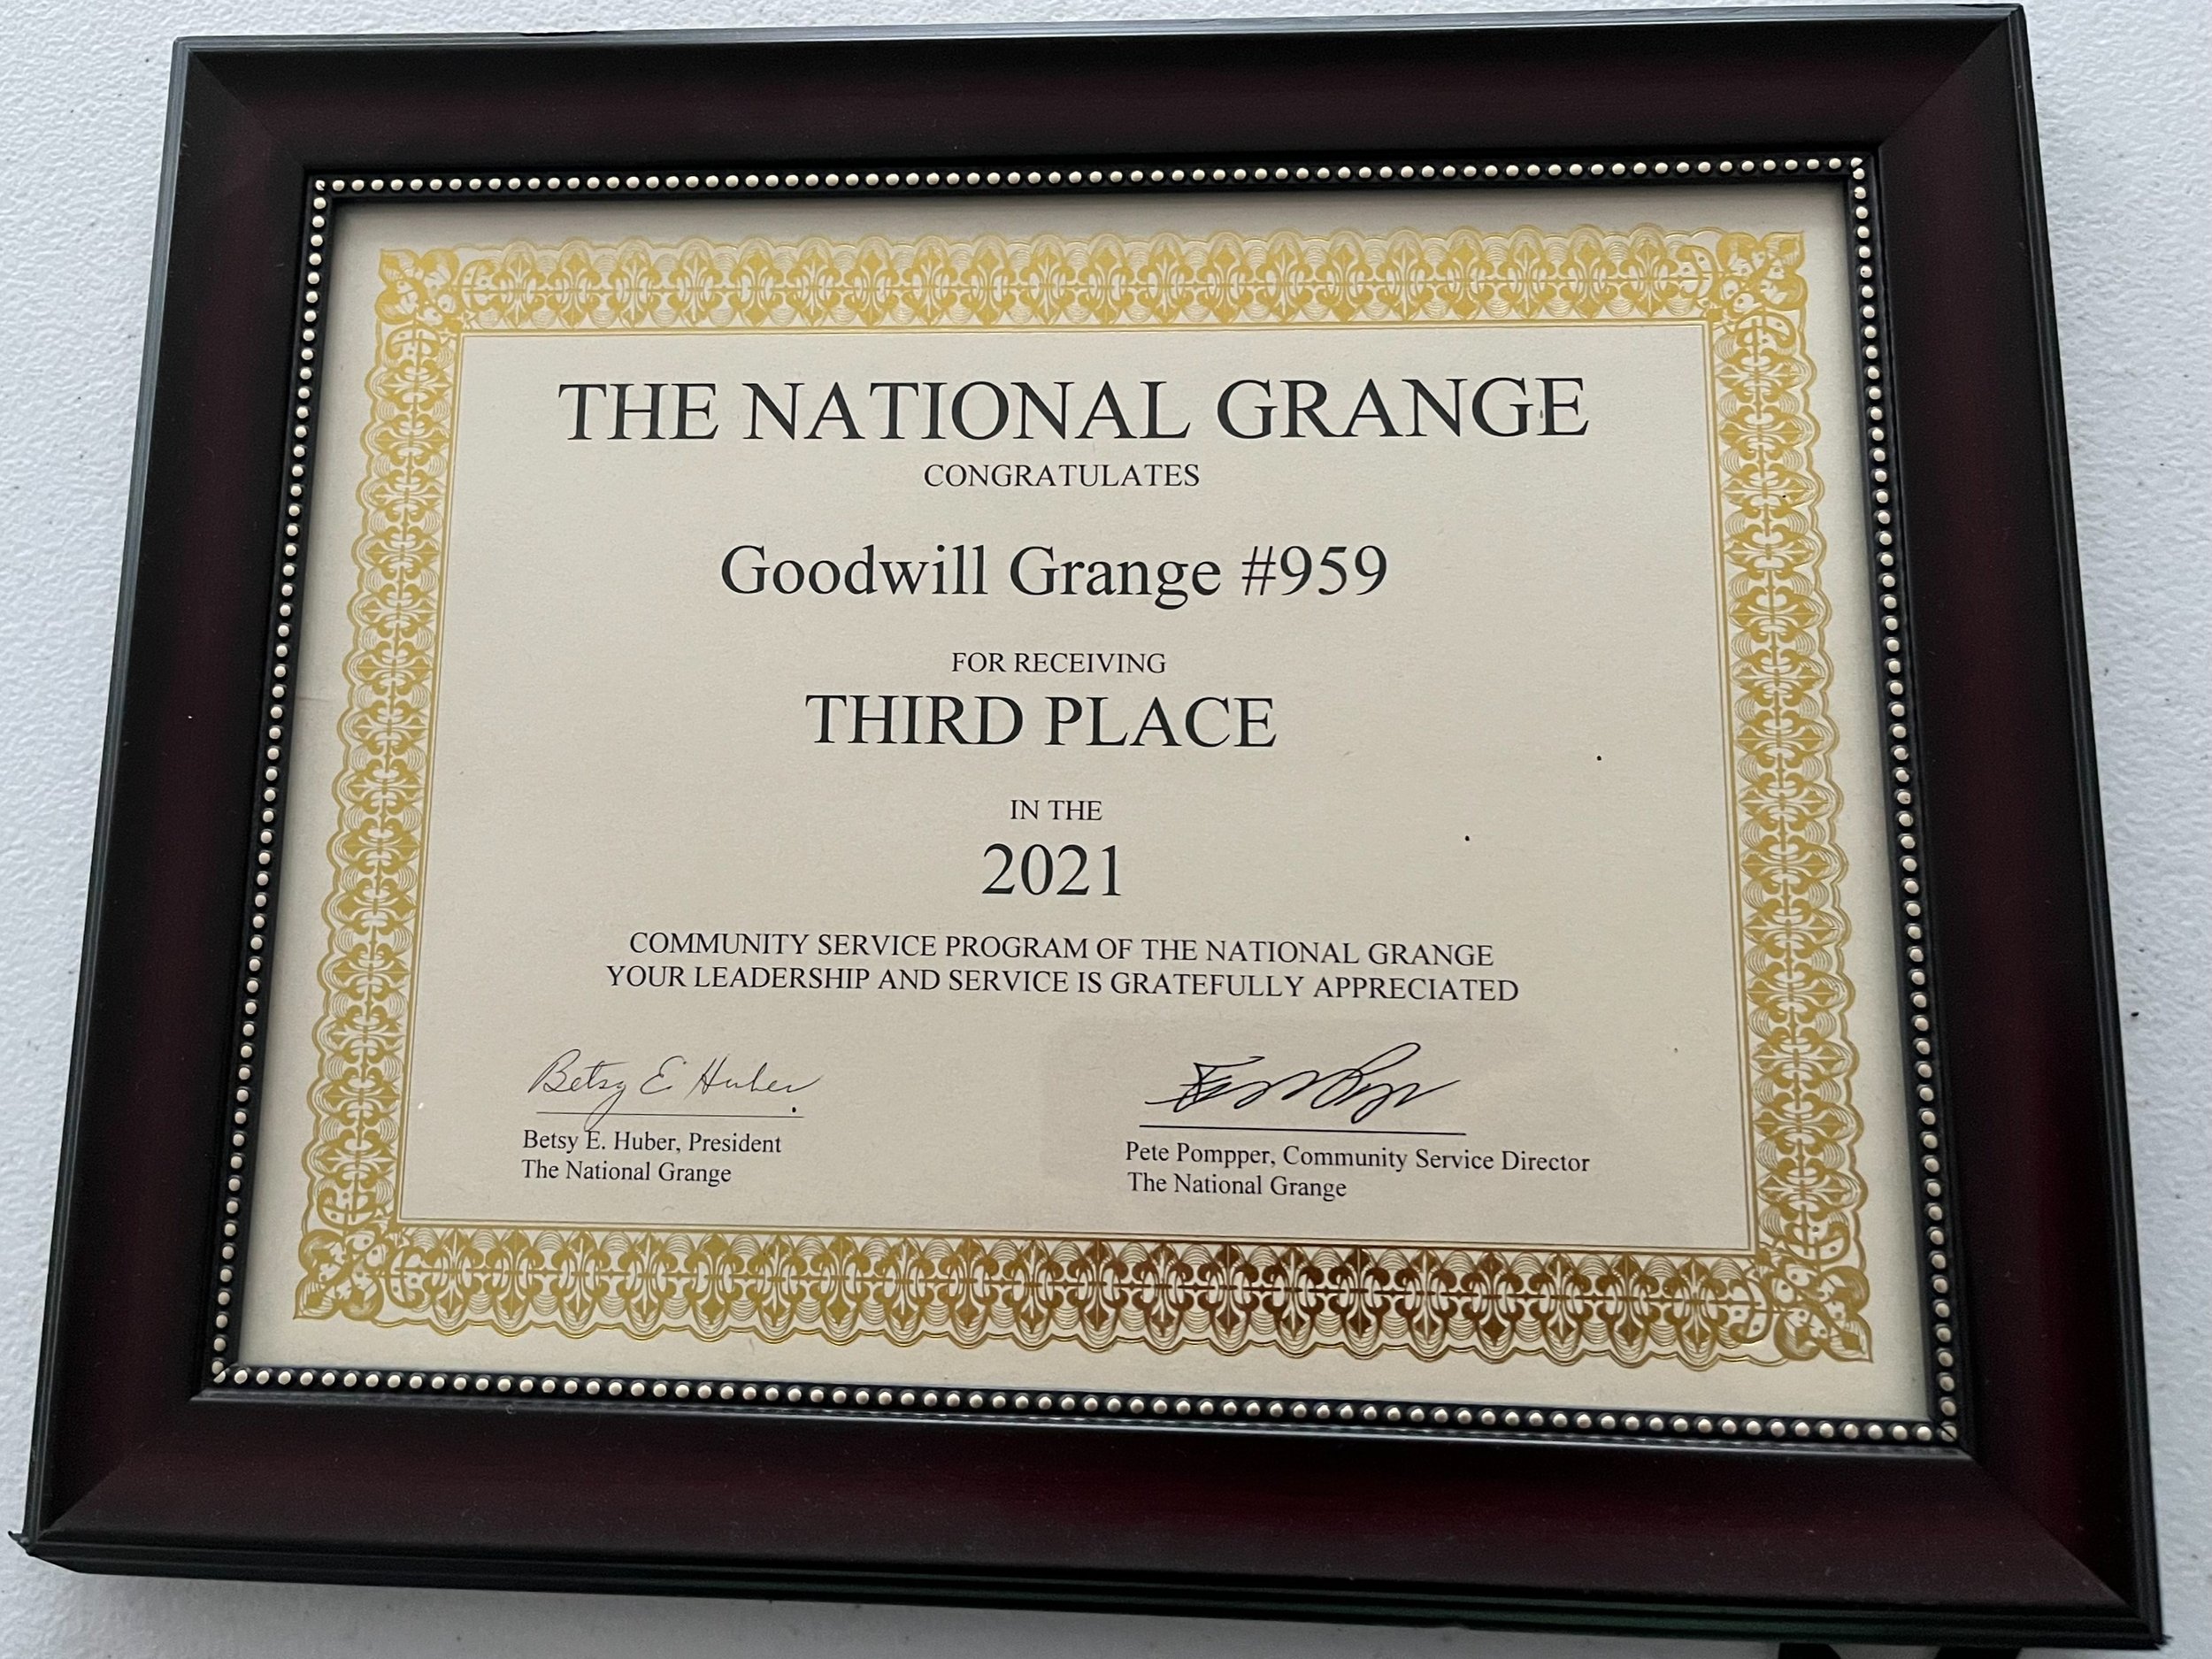 THE NATIONAL GRANGE
CONGRATULATES
Goodwill Grange #959
FOR RECEIVING
THIRD PLACE
IN THE
2021
COMMUNITY SERVICE PROGRAM OF THE NATIONAL GRANGE
YOUR LEADERSHIP AND SERVICE IS GRATEFULLY APPRECIATED
Betsy E Huber
Betsy E. Huber, President
The National Grange
Pete Pompper, Community Service Director
The National Grange